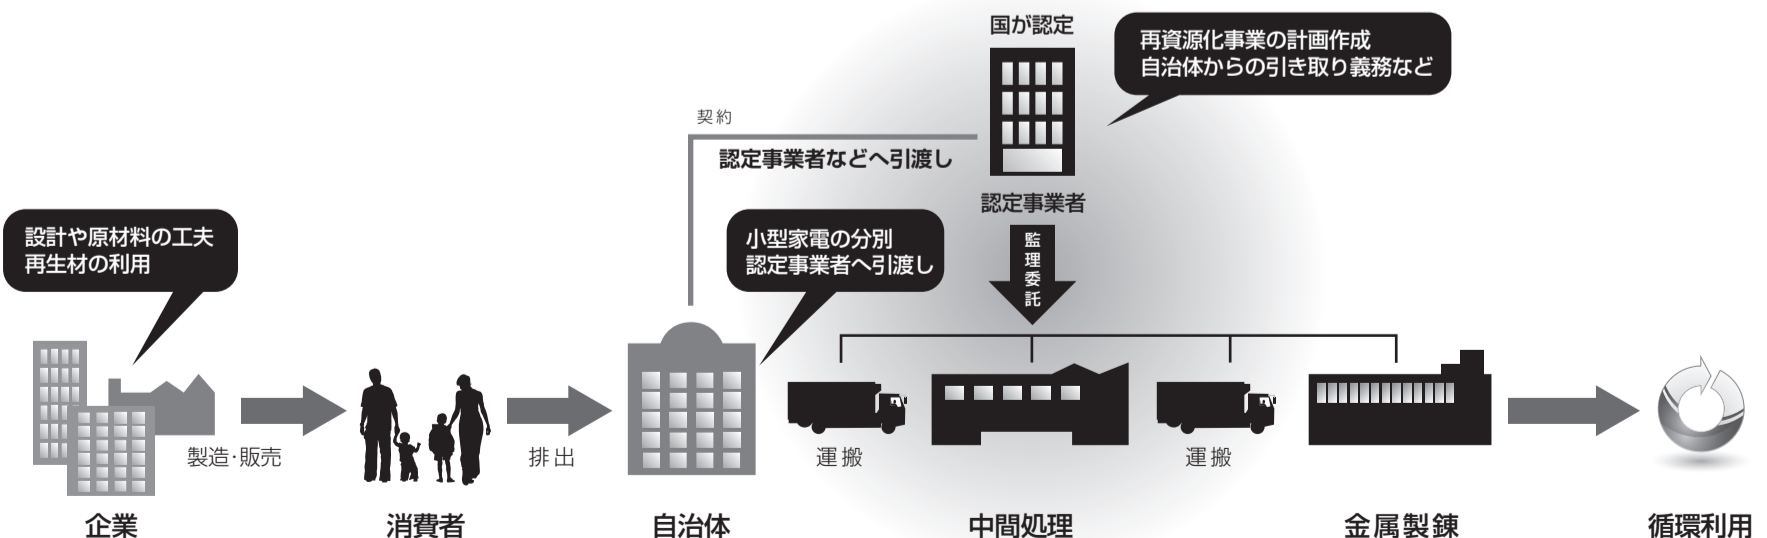 国が認定
再資源化事業の計画作成
自治体からの引き取り義務など
契約
認定事業者などへ引渡し
認定事業者
設計や原材料の工夫
再生材の利用
小型家電の分別
認定事業者へ引渡し
監理委託
製造・販売
排出
運搬
運搬
企業
消費者
自治体
中間処理
金属製錬
循環利用